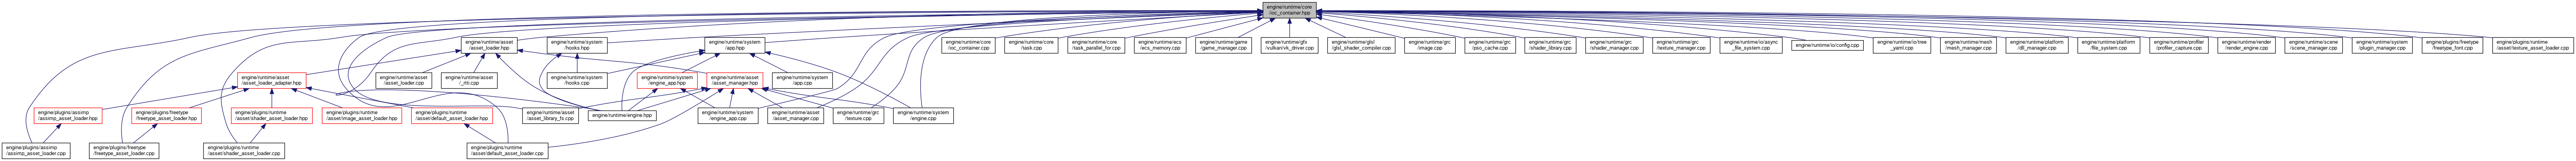 engine/runtime/core
/ioc_container.hpp
engine/runtime/asset
/asset_loader.hpp
engine/runtime/system
/hooks.hpp
engine/runtime/system
/app.hpp
engine/runtime/core
/ioc_container.cpp
engine/runtime/core
/task.cpp
engine/runtime/core
/task_parallel_for.cpp
engine/runtime/ecs
/ecs_memory.cpp
engine/runtime/game
/game_manager.cpp
engine/runtime/gfx
/vulkan/vk_driver.cpp
engine/runtime/glsl
/glsl_shader_compiler.cpp
engine/runtime/grc
/image.cpp
engine/runtime/grc
/pso_cache.cpp
engine/runtime/grc
/shader_library.cpp
engine/runtime/grc
/shader_manager.cpp
engine/runtime/grc
/texture_manager.cpp
engine/runtime/io/async
_file_system.cpp
engine/runtime/io/config.cpp
engine/runtime/io/tree
_yaml.cpp
engine/runtime/mesh
/mesh_manager.cpp
engine/runtime/platform
/dll_manager.cpp
engine/runtime/platform
/file_system.cpp
engine/runtime/profiler
/profiler_capture.cpp
engine/runtime/render
/render_engine.cpp
engine/runtime/scene
/scene_manager.cpp
engine/runtime/system
/plugin_manager.cpp
engine/plugins/freetype
/freetype_font.cpp
engine/plugins/runtime
/asset/texture_asset_loader.cpp
engine/runtime/asset
/asset_loader_adapter.hpp
engine/runtime/asset
/asset_loader.cpp
engine/runtime/asset
/_rtti.cpp
engine/runtime/system
/hooks.cpp
engine/runtime/system
/engine_app.hpp
engine/runtime/asset
/asset_manager.hpp
engine/runtime/system
/app.cpp
engine/plugins/assimp
/assimp_asset_loader.hpp
engine/plugins/freetype
/freetype_asset_loader.hpp
engine/plugins/runtime
/asset/shader_asset_loader.hpp
engine/plugins/runtime
/asset/image_asset_loader.hpp
engine/plugins/runtime
/asset/default_asset_loader.hpp
engine/runtime/asset
/asset_library_fs.cpp
engine/runtime/engine.hpp
engine/runtime/system
/engine_app.cpp
engine/runtime/asset
/asset_manager.cpp
engine/runtime/grc
/texture.cpp
engine/runtime/system
/engine.cpp
engine/plugins/assimp
/assimp_asset_loader.cpp
engine/plugins/freetype
/freetype_asset_loader.cpp
engine/plugins/runtime
/asset/shader_asset_loader.cpp
engine/plugins/runtime
/asset/default_asset_loader.cpp